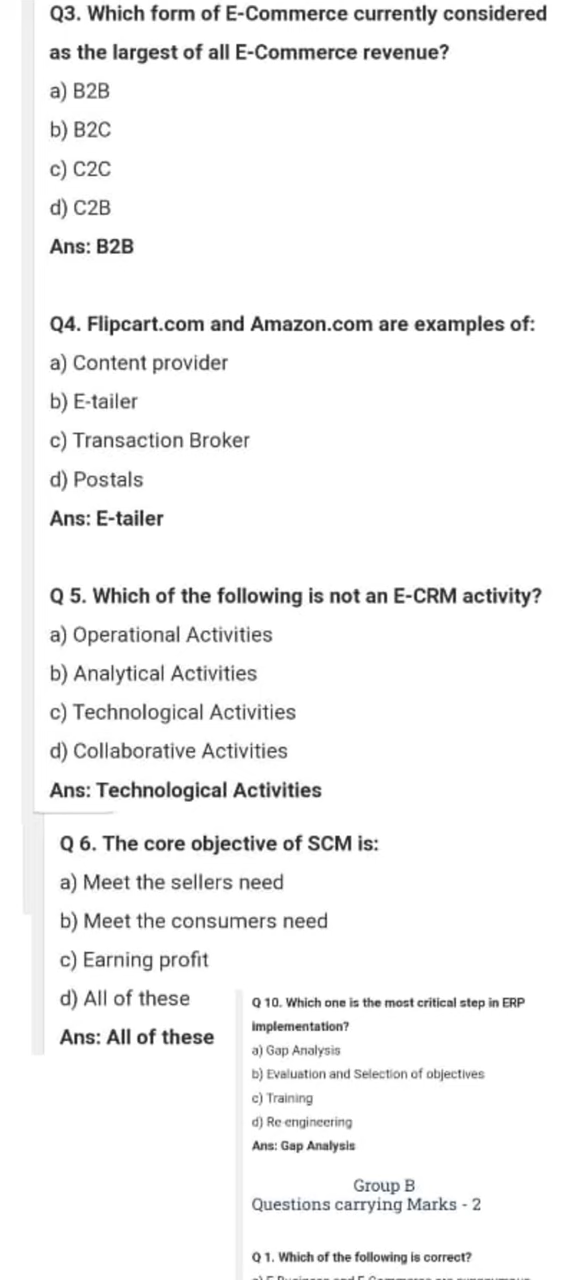 Q3. Which form of E-Commerce currently considered
as the largest of all E-Commerce revenue?
a) B2B
b) B2C
c) C2C
d) C2B
Ans: B2B
Q4. Flipcart.com and Amazon.com are examples of:
a) Content provider
b) E-tailer
c) Transaction Broker
d) Postals
Ans: E-tailer
Q 5. Which of the following is not an E-CRM activity?
a) Operational Activities
b) Analytical Activities
c) Technological Activities
d) Collaborative Activities
Ans: Technological Activities
Q 6. The core objective of SCM is:
a) Meet the sellers need
b) Meet the consumers need
c) Earning profit
d) All of these
Ans: All of these
Q 10. Which one is the most critical step in ERP
implementation?
a) Gap Analysis
b) Evaluation and Selection of objectives
c) Training
d) Re-engineering
Ans: Gap Analysis
Group B
Questions carrying Marks - 2
Q 1. Which of the following is correct?